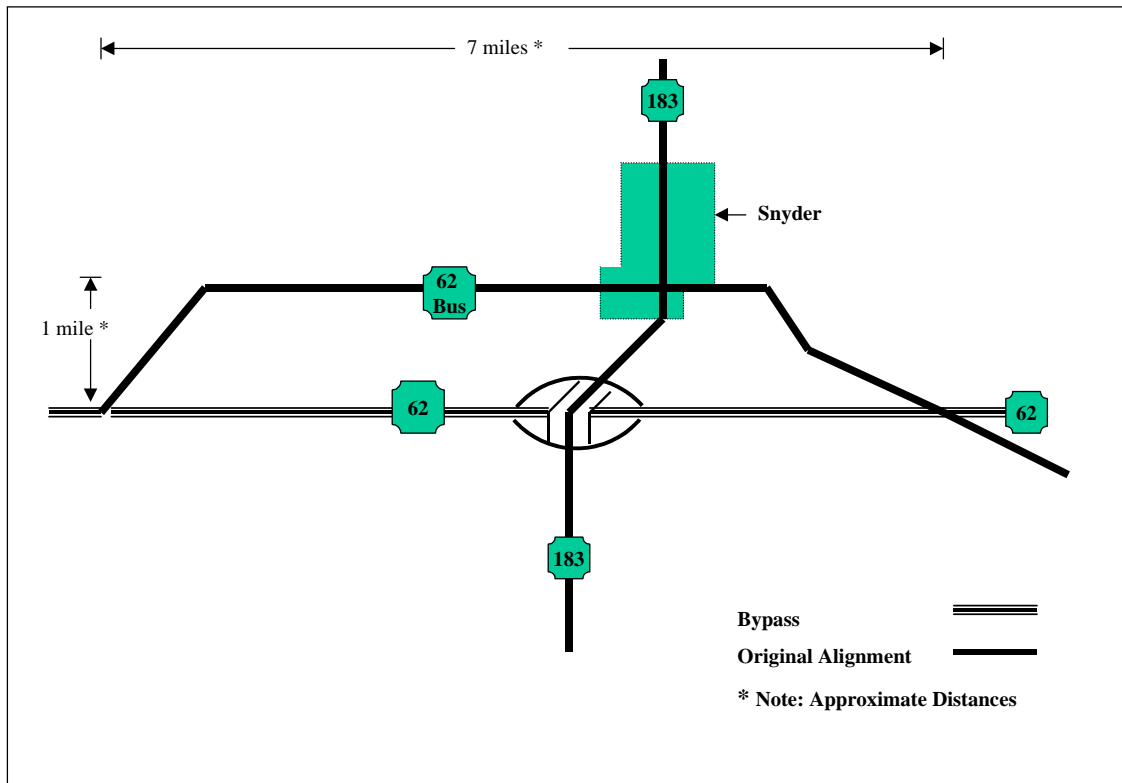 7 miles *
183
Snyder
62
Bus
1 mile *
62
62
183
Bypass
Original Alignment
* Note: Approximate Distances